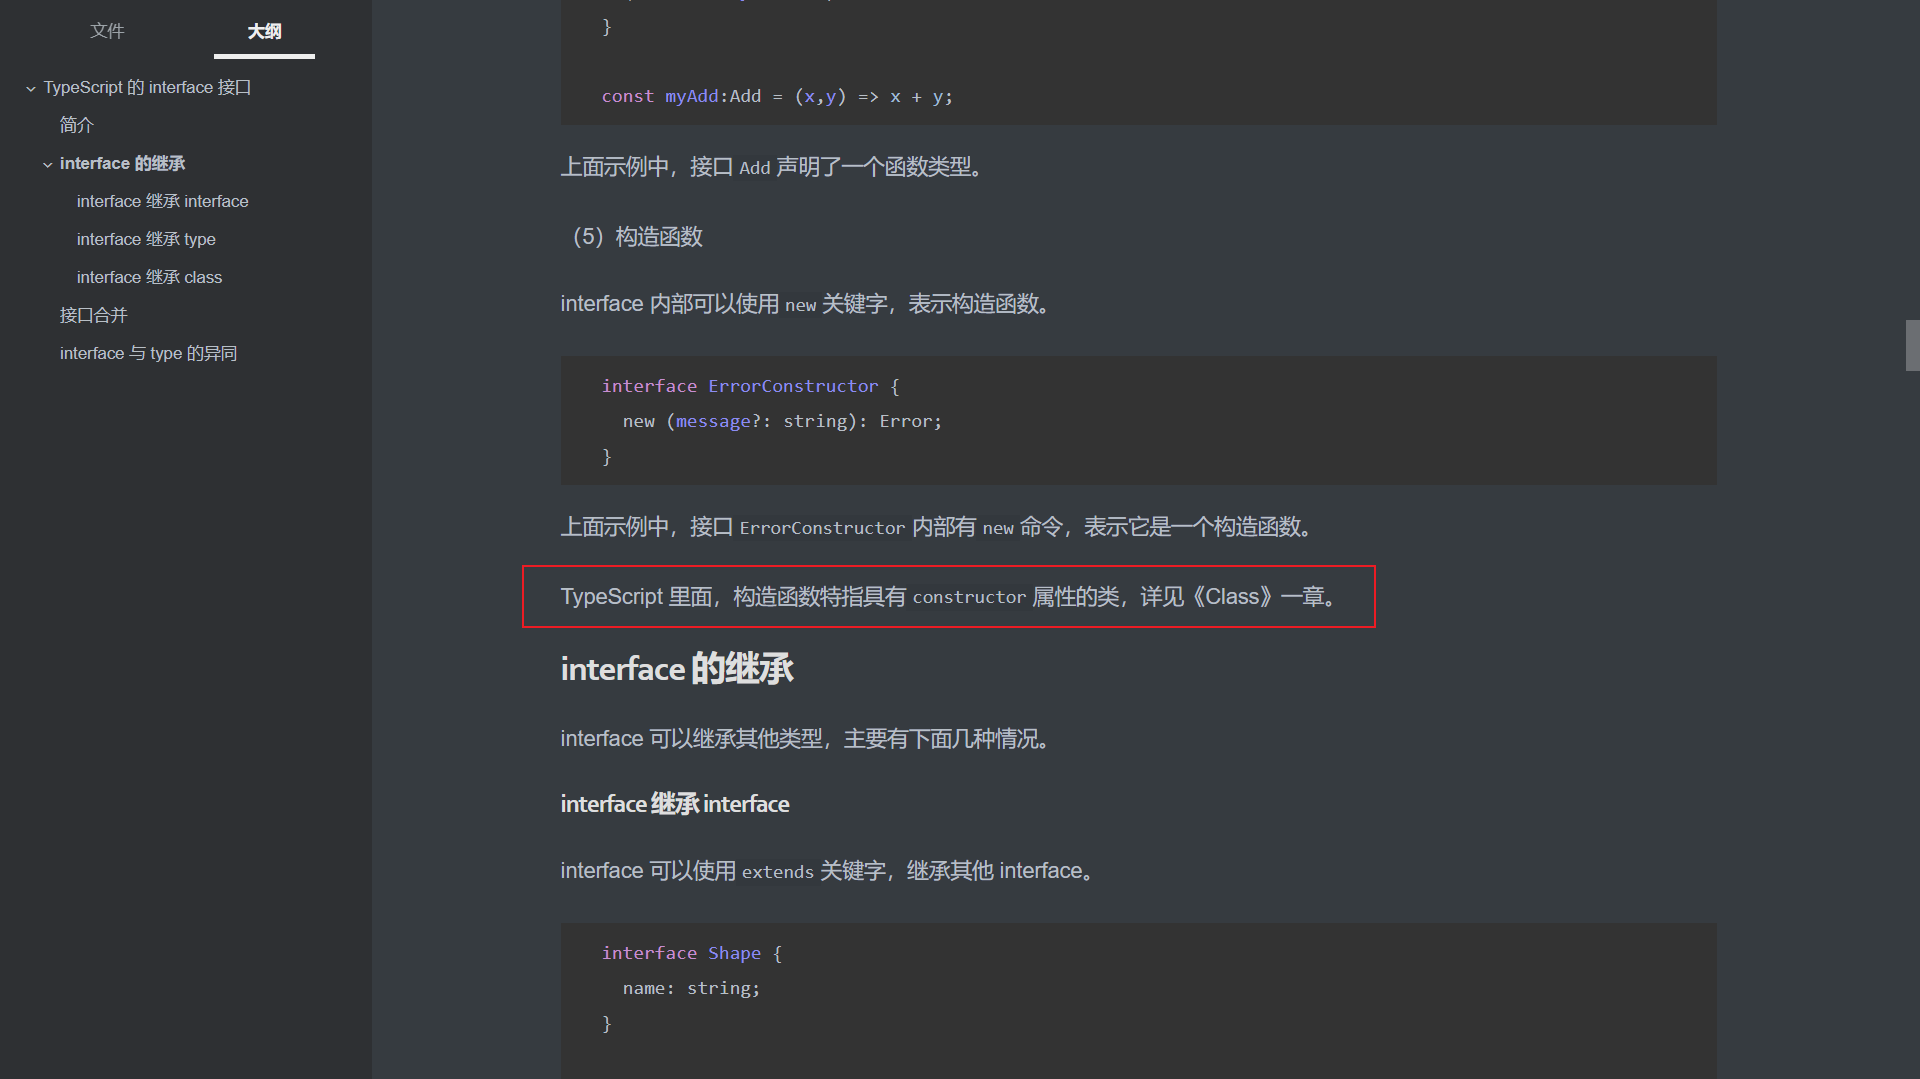 文件
大纲
TypeScript 的 interface 接口
简介
interface 的继承
interface 继承 interface
interface 继承 type
interface 继承 class
接口合并
interface 与 type 的异同
}
const myAdd:Add = (x,y) => x + y;
上面示例中，接口 Add 声明了一个函数类型。
（5）构造函数
interface 内部可以使用 new 关键字，表示构造函数。
interface ErrorConstructor {
  new (message?: string): Error;
}
上面示例中，接口 ErrorConstructor 内部有 new 命令，表示它是一个构造函数。
TypeScript 里面，构造函数特指具有 constructor 属性的类，详见《Class》一章。
interface 的继承
interface 可以继承其他类型，主要有下面几种情况。
interface 继承 interface
interface 可以使用 extends 关键字，继承其他 interface。
interface Shape {
  name: string;
}